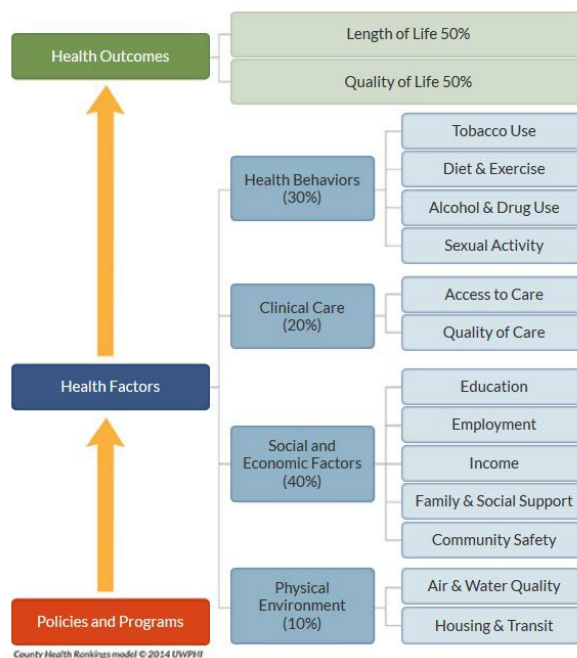 Health Outcomes
Length of Life 50%
Quality of Life 50%
Health Behaviors
(30%)
Tobacco Use
Diet & Exercise
Alcohol & Drug Use
Sexual Activity
Clinical Care
(20%)
Access to Care
Quality of Care
Health Factors
Social and
Economic Factors
(40%)
Education
Employment
Income
Family & Social Support
Community Safety
Physical
Environment
(10%)
Air & Water Quality
Housing & Transit
Policies and Programs
County Health Rankings model © 2014 UWPHI